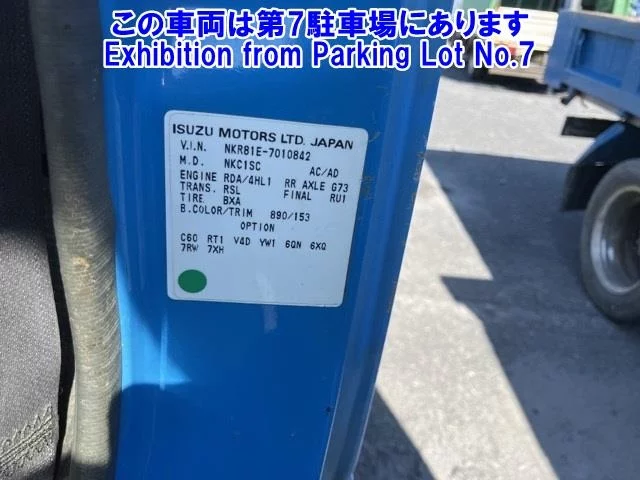 この車両は第7駐車場にあります
Exhibition from Parking Lot No.7
ISUZU MOTORS LTD. JAPAN
V.I.N. NKR81E-7010842
M.D. NKC1SC AC/AD
ENGINE RDA/4HL1 RR AXLE G73
TRANS. RSL FINAL RU1
TIRE BXA
B.COLOR/TRIM 890/153
OPTION
C60 RT1 V4D YW1 6QN 6XQ
7RW 7XH